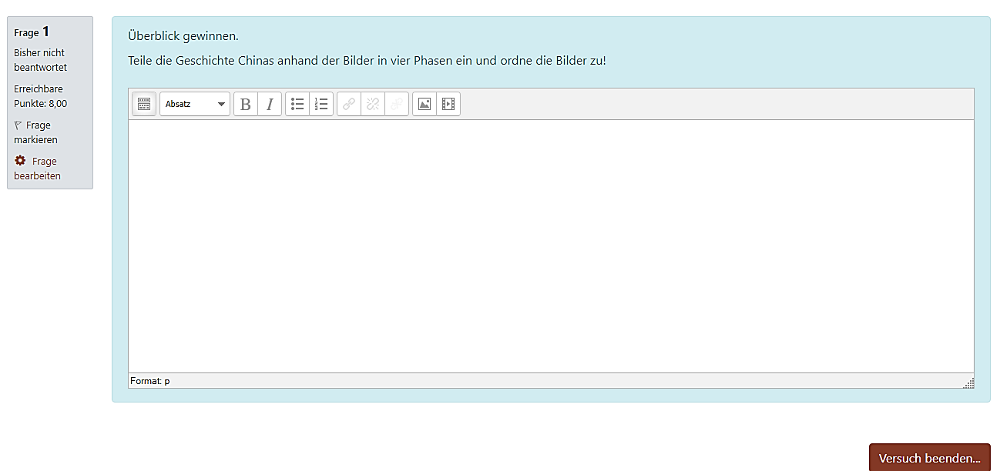 Frage 1
Bisher nicht
beantwortet
Erreichbare
Punkte: 8,00
Frage
markieren
Frage
bearbeiten
Überblick gewinnen.
Teile die Geschichte Chinas anhand der Bilder in vier Phasen ein und ordne die Bilder zu!
Absatz
B I
Format: p
Versuch beenden...